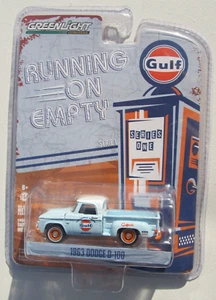 GREENLIGHT
RUNNING
ON
EMPTY
Gulf
SERIES
ONE
Gulf
1963 DODGE D-100